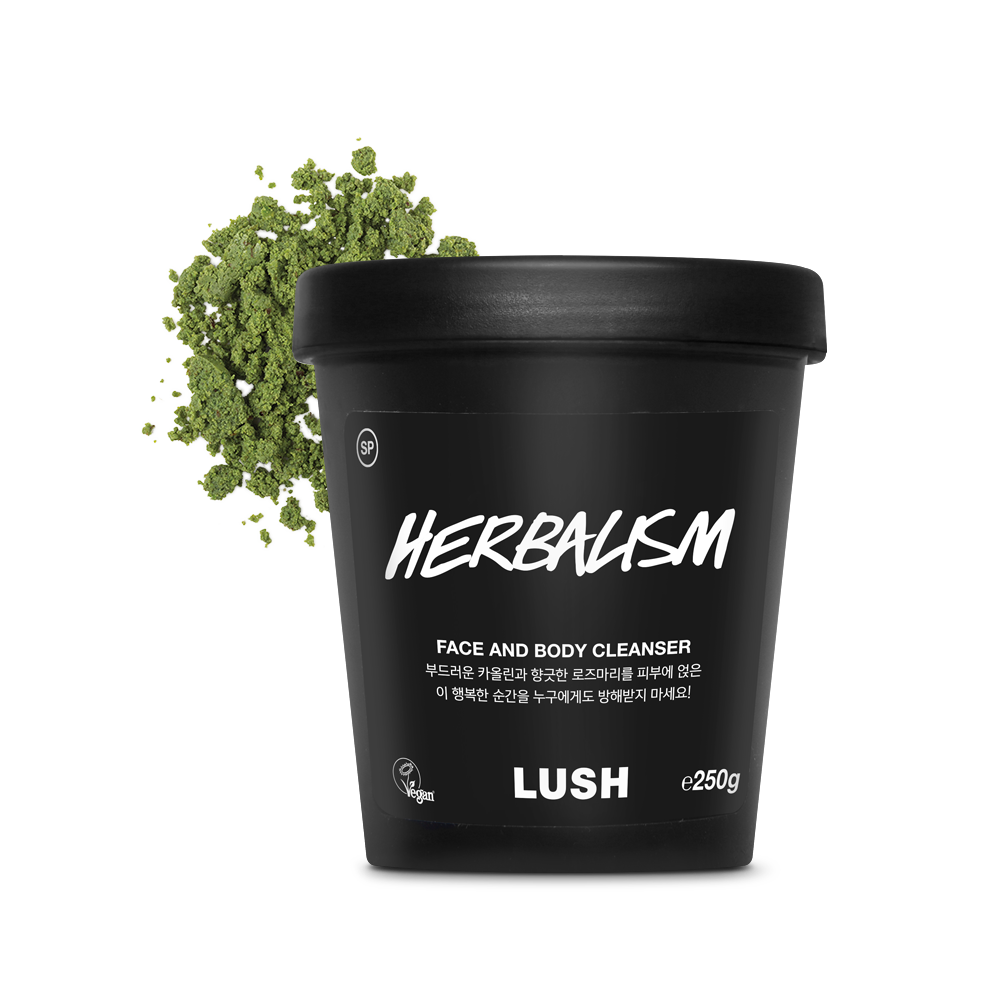 SP
HERBALISM
FACE AND BODY CLEANSER
부드러운 카올린과 향긋한 로즈마리를 피부에 얹은
이 행복한 순간을 누구에게도 방해받지 마세요!
Vegan
LUSH
℮250g